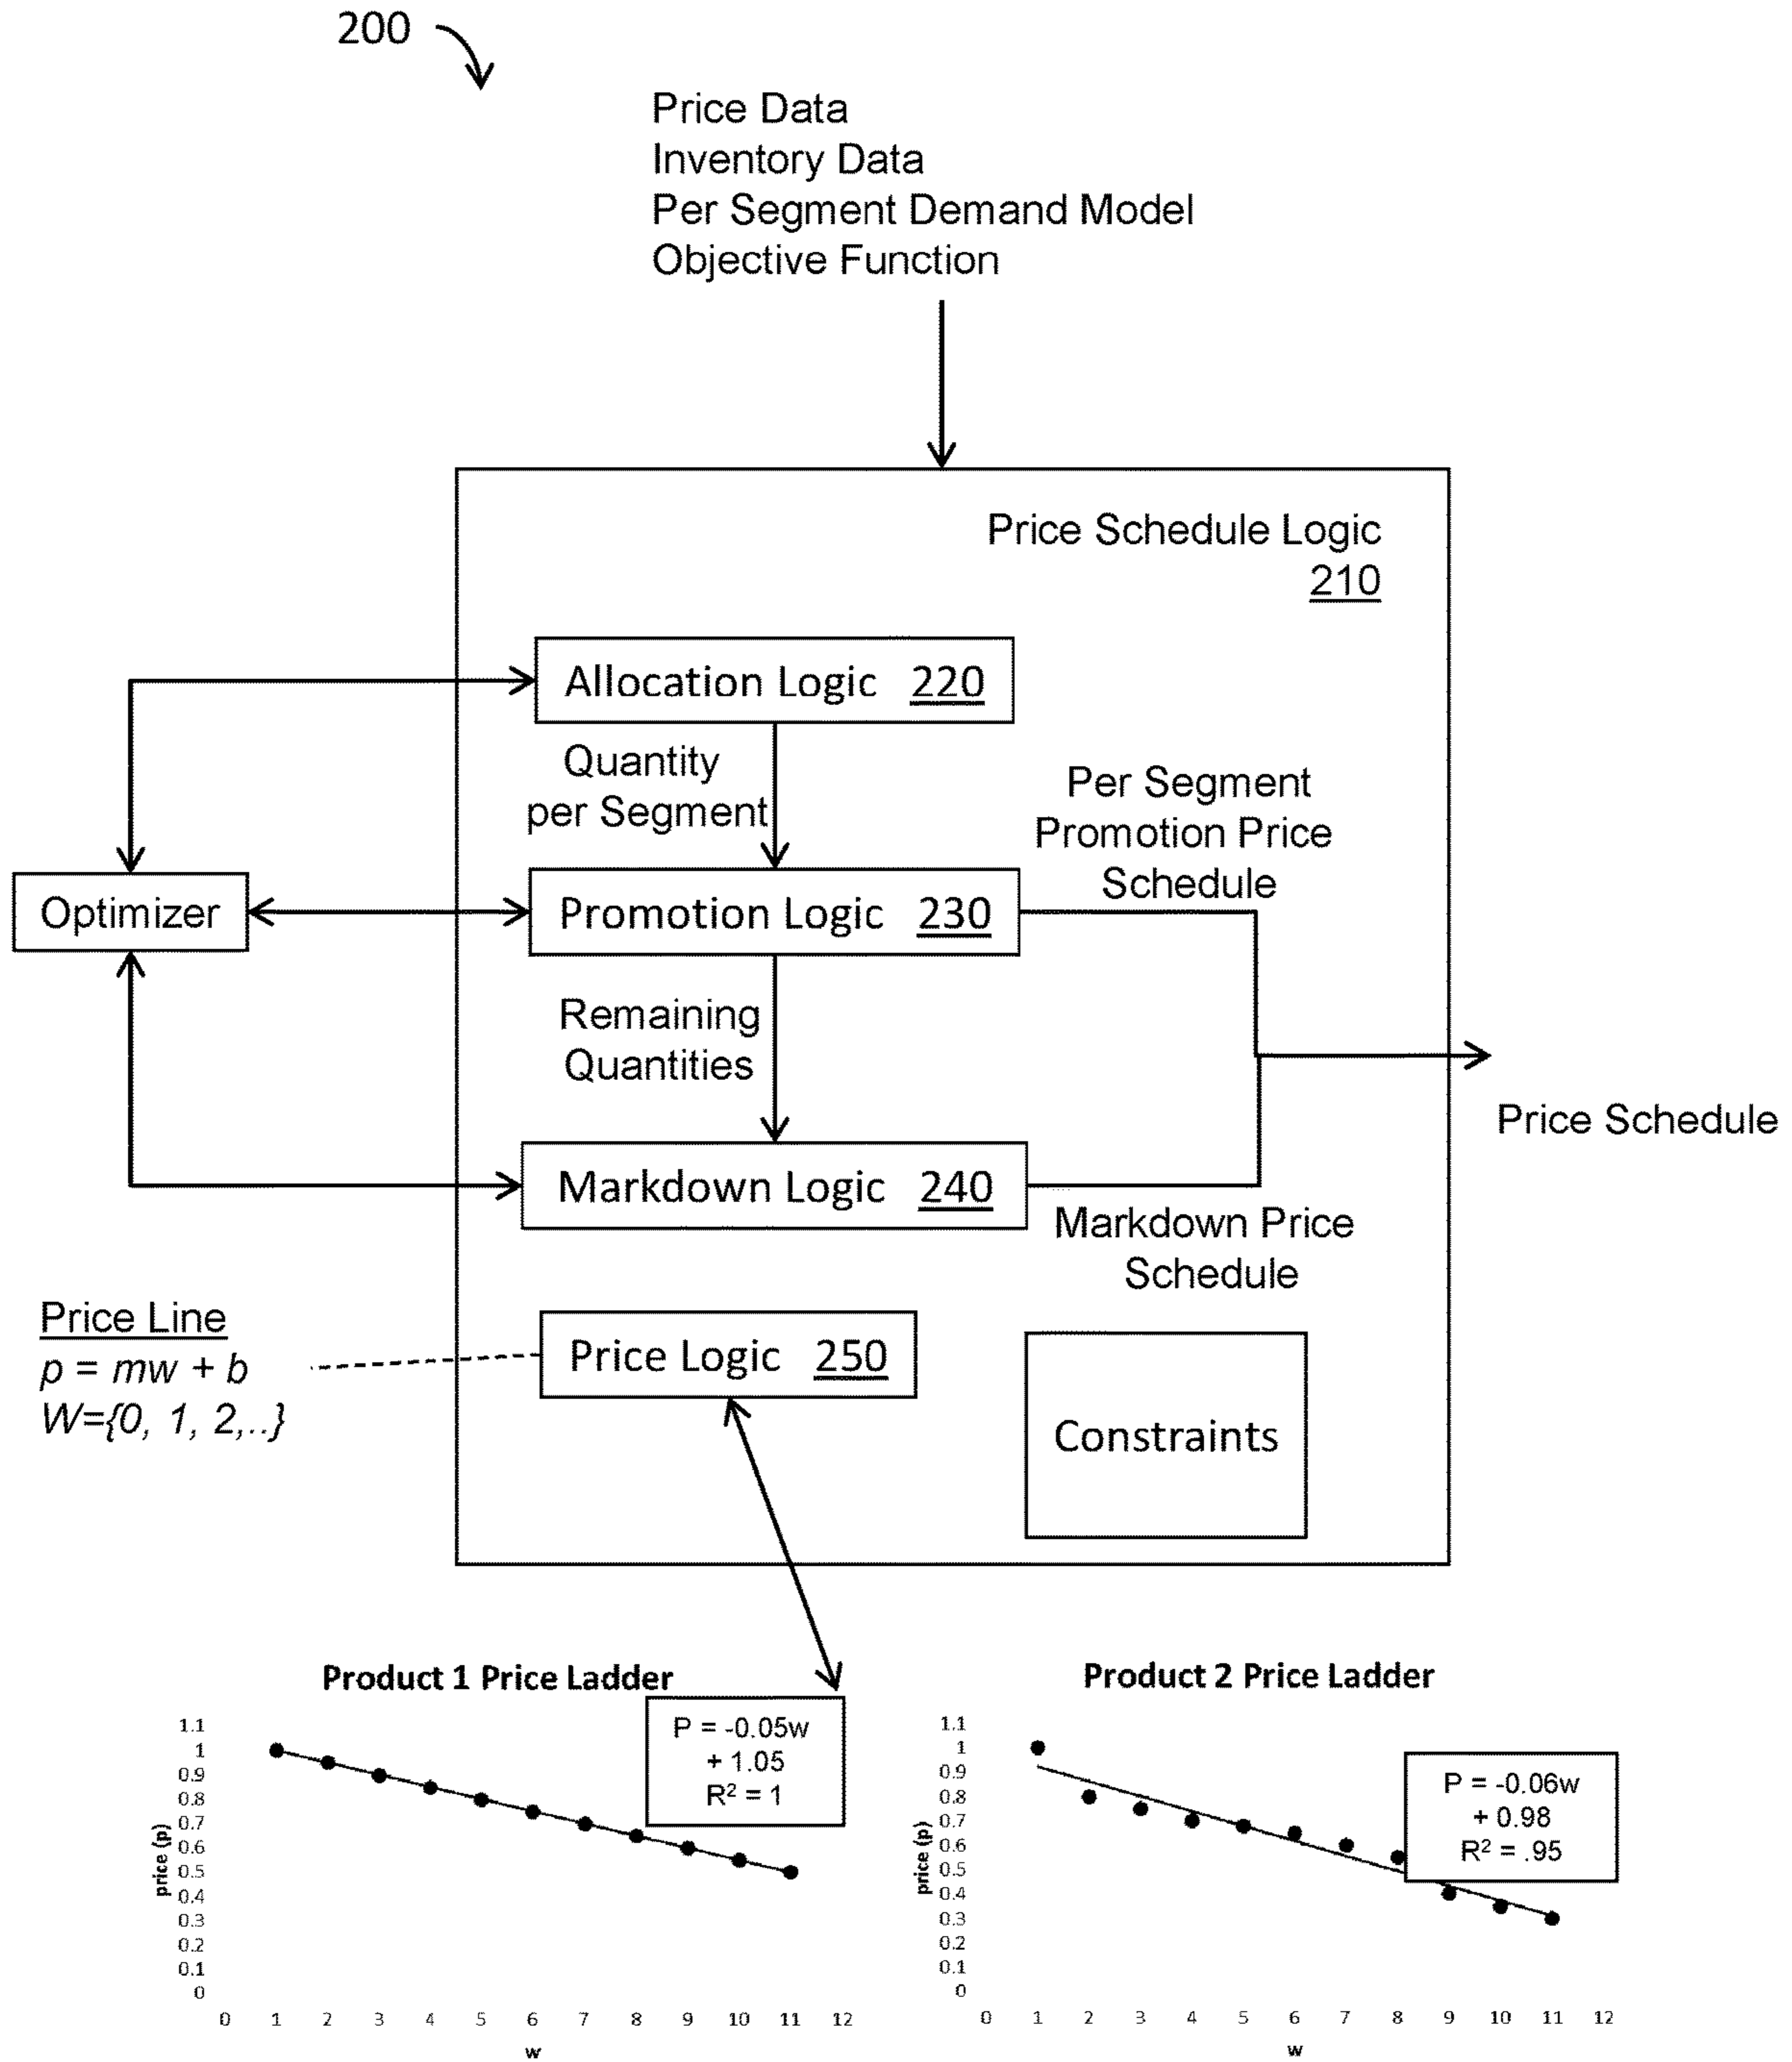 200
Price Data
Inventory Data
Per Segment Demand Model
Objective Function
Price Schedule Logic
210
Allocation Logic 220
Quantity
per Segment
Per Segment
Promotion Price
Schedule
Optimizer
Promotion Logic 230
Remaining
Quantities
Price Schedule
Markdown Logic 240
Markdown Price
Schedule
Price Line
p = mw + b
W={0, 1, 2,..}
Price Logic 250
Constraints
Product 1 Price Ladder
P = -0.05w
+ 1.05
R² = 1
price (p)
1.1
1
0.9
0.8
0.7
0.6
0.5
0.4
0.3
0.2
0.1
0
0 1 2 3 4 5 6 7 8 9 10 11 12
w
Product 2 Price Ladder
P = -0.06w
+ 0.98
R² = .95
price (p)
1.1
1
0.9
0.8
0.7
0.6
0.5
0.4
0.3
0.2
0.1
0
0 1 2 3 4 5 6 7 8 9 10 11 12
w